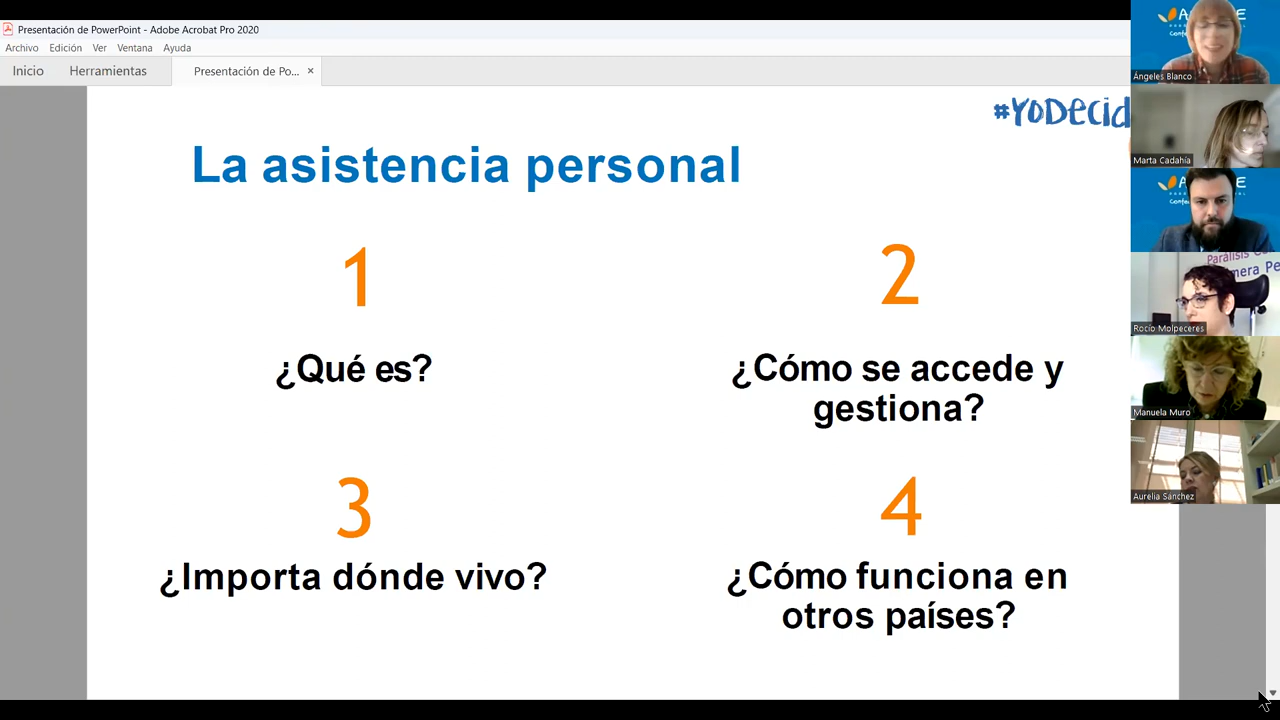 Presentación de PowerPoint - Adobe Acrobat Pro 2020
Archivo Edición Ver Ventana Ayuda
Inicio Herramientas Presentación de Po... ×
#YoDecid
La asistencia personal
1
¿Qué es?
2
¿Cómo se accede y
gestiona?
3
¿Importa dónde vivo?
4
¿Cómo funciona en
otros países?
Ángeles Blanco
Marta Cadahía
Parálisis
Rocío Molpeceres
Manuela Muro
Aurelia Sánchez